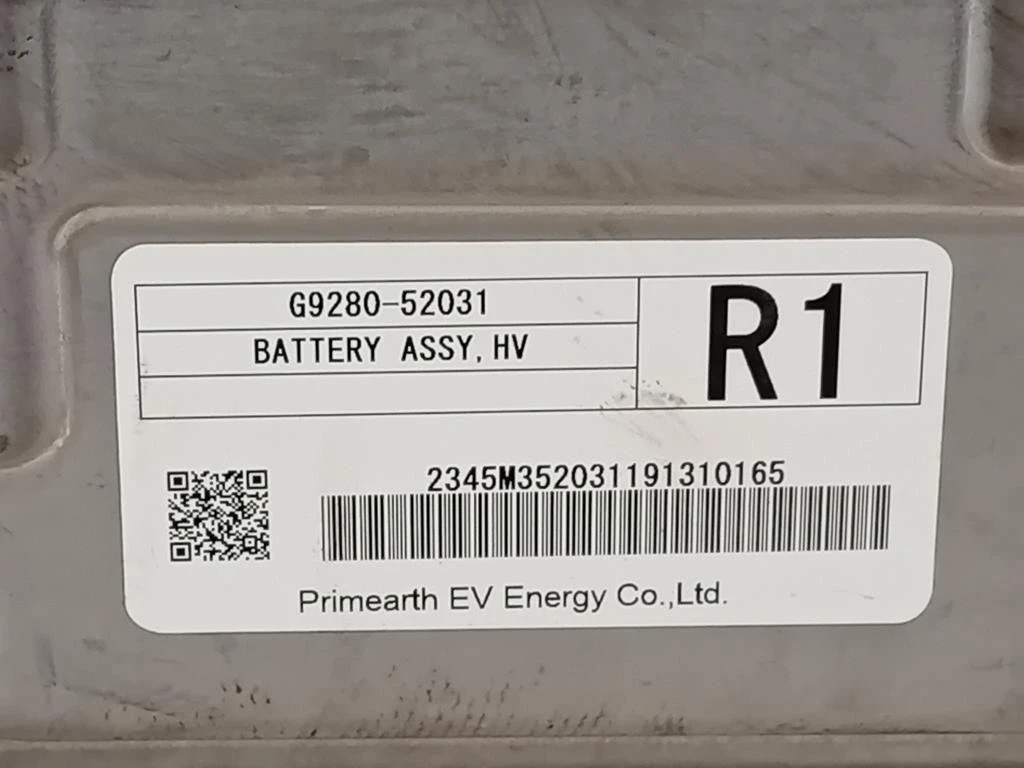 G9280-52031
BATTERY ASSY, HV
R1
2345M352031191310165
Primearth EV Energy Co.,Ltd.